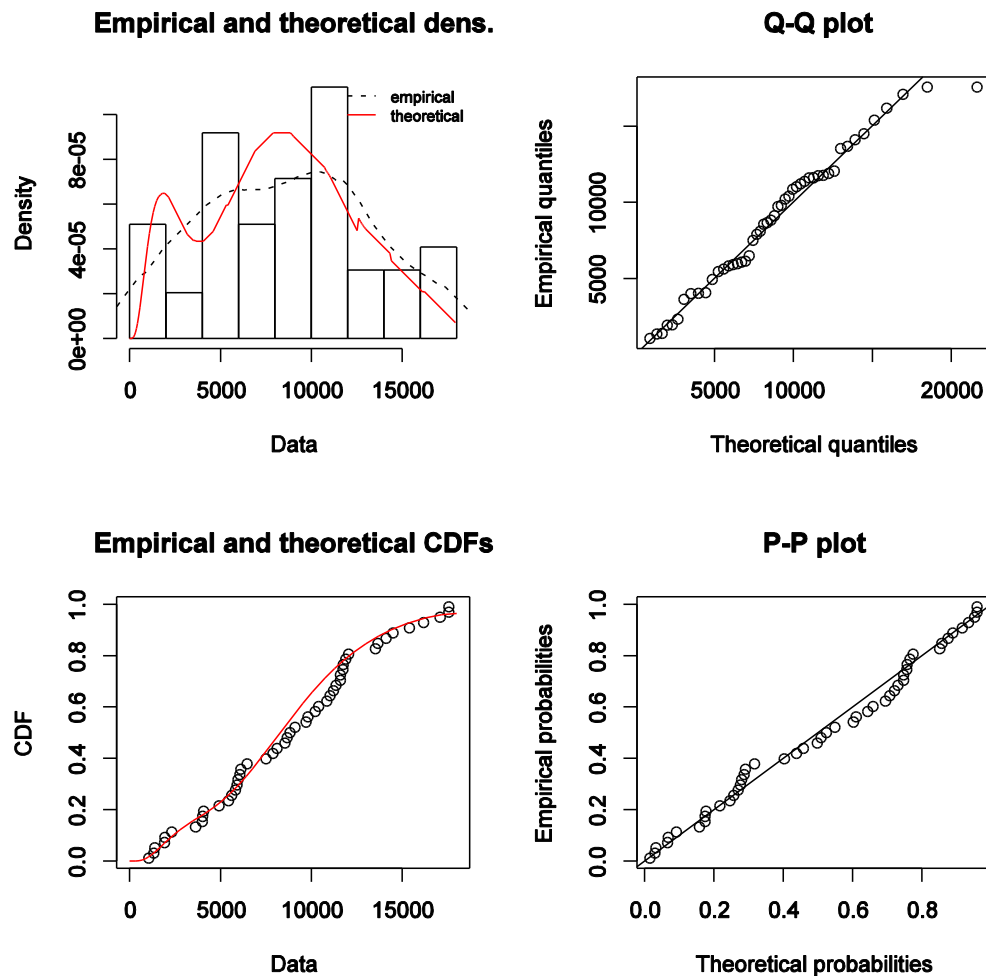 Empirical and theoretical dens.
Density
0e+00
4e-05
8e-05
empirical
theoretical
0
5000
10000
15000
Data
Q-Q plot
Empirical quantiles
5000
10000
5000
10000
20000
Theoretical quantiles
Empirical and theoretical CDFs
CDF
0.0
0.2
0.4
0.6
0.8
1.0
0
5000
10000
15000
Data
P-P plot
Empirical probabilities
0.0
0.2
0.4
0.6
0.8
1.0
0.0
0.2
0.4
0.6
0.8
Theoretical probabilities